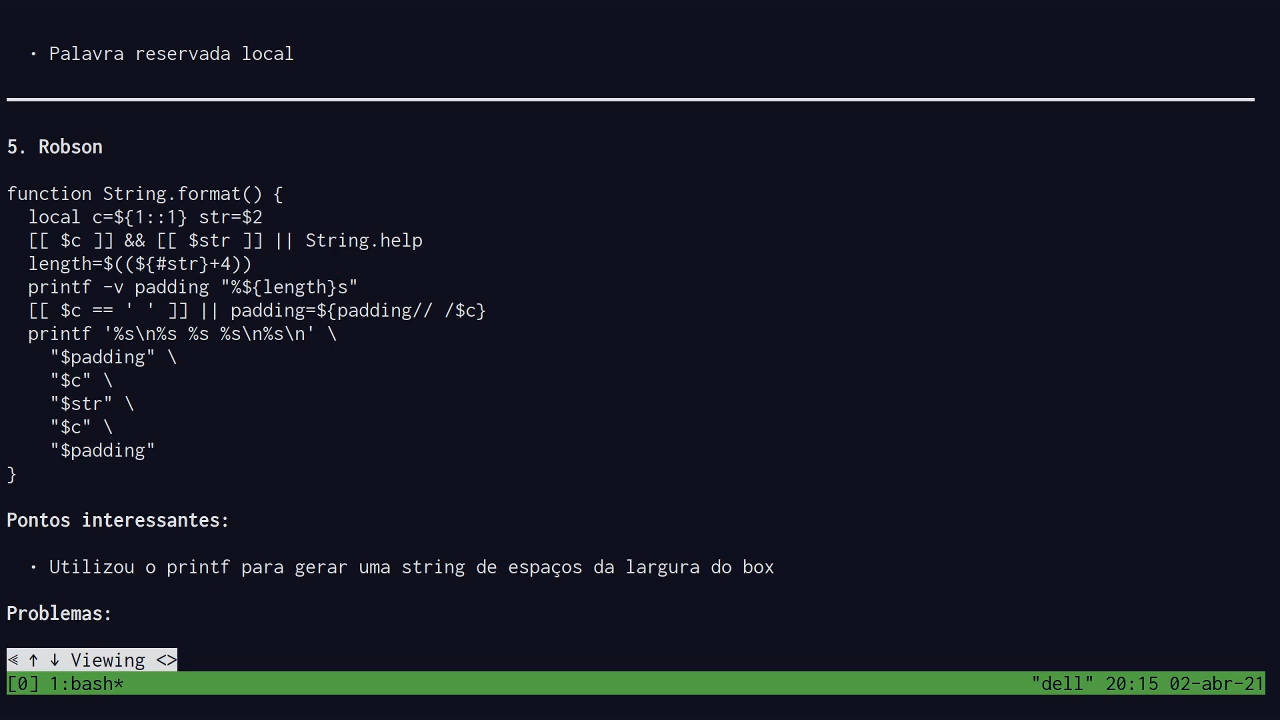 · Palavra reservada local
5. Robson
function String.format() {
  local c=${1::1} str=$2
  [[ $c ]] && [[ $str ]] || String.help
  length=$((${#str}+4))
  printf -v padding "%${length}s"
  [[ $c == ' ' ]] || padding=${padding// /$c}
  printf '%s\n%s %s %s\n%s\n' \
    "$padding" \
    "$c" \
    "$str" \
    "$c" \
    "$padding"
}
Pontos interessantes:
· Utilizou o printf para gerar uma string de espaços da largura do box
Problemas:
⋞ ↑ ↓ Viewing <>
[0] 1:bash* "dell" 20:15 02-abr-21